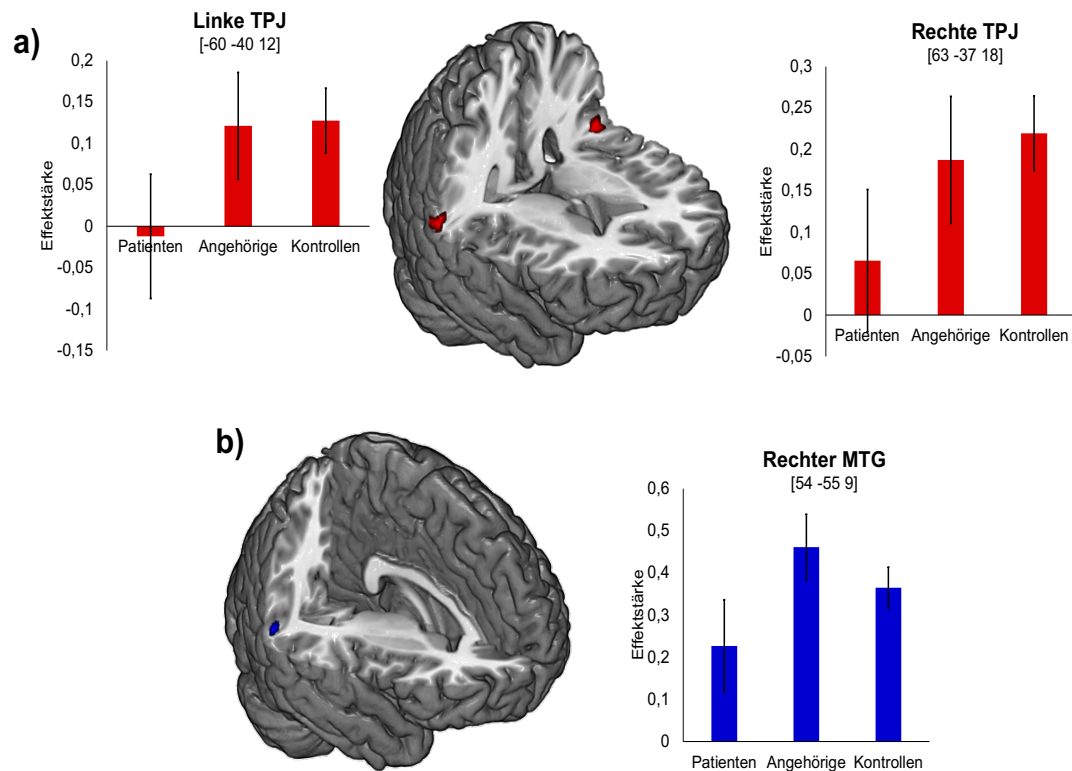 a)
Linke TPJ
[-60 -40 12]
Effektstärke
0,2
0,15
0,1
0,05
0
-0,05
-0,1
-0,15
Patienten Angehörige Kontrollen
Rechte TPJ
[63 -37 18]
Effektstärke
0,3
0,25
0,2
0,15
0,1
0,05
0
-0,05
Patienten Angehörige Kontrollen
b)
Rechter MTG
[54 -55 9]
Effektstärke
0,6
0,5
0,4
0,3
0,2
0,1
0
Patienten Angehörige Kontrollen